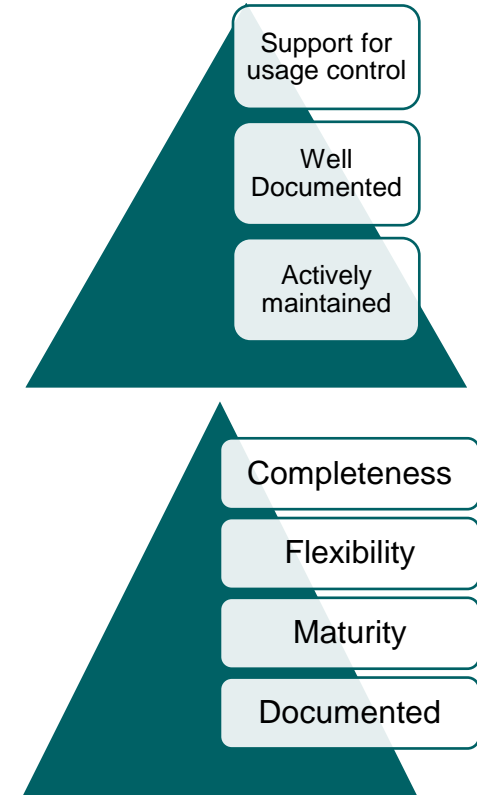 Support for
usage control
Well
Documented
Actively
maintained
Completeness
Flexibility
Maturity
Documented